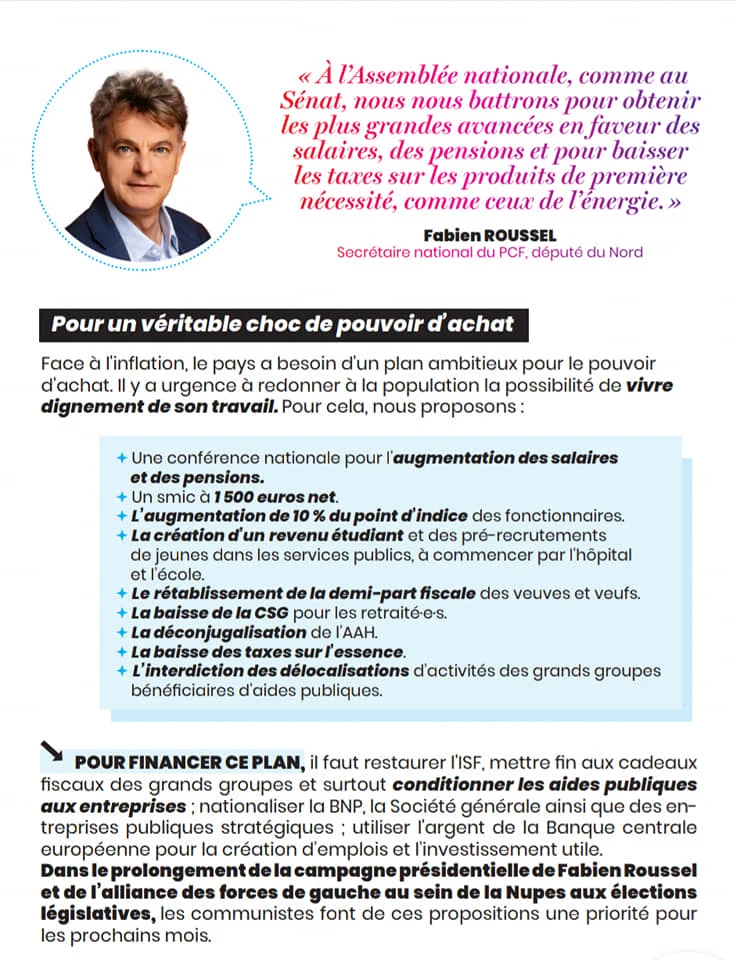 « À l'Assemblée nationale, comme au
Sénat, nous nous battrons pour obtenir
les plus grandes avancées en faveur des
salaires, des pensions et pour baisser
les taxes sur les produits de première
nécessité, comme ceux de l'énergie. »
Fabien ROUSSEL
Secrétaire national du PCF, député du Nord
Pour un véritable choc de pouvoir d'achat
Face à l'inflation, le pays a besoin d'un plan ambitieux pour le pouvoir
d'achat. Il y a urgence à redonner à la population la possibilité de vivre
dignement de son travail. Pour cela, nous proposons :
+ Une conférence nationale pour l'augmentation des salaires
et des pensions.
+ Un smic à 1 500 euros net.
+ L'augmentation de 10 % du point d'indice des fonctionnaires.
+ La création d'un revenu étudiant et des pré-recrutements
de jeunes dans les services publics, à commencer par l'hôpital
et l'école.
+ Le rétablissement de la demi-part fiscale des veuves et veufs.
+ La baisse de la CSG pour les retraité·e·s.
+ La déconjugalisation de l'AAH.
+ La baisse des taxes sur l'essence.
+ L'interdiction des délocalisations d'activités des grands groupes
bénéficiaires d'aides publiques.
POUR FINANCER CE PLAN, il faut restaurer l'ISF, mettre fin aux cadeaux
fiscaux des grands groupes et surtout conditionner les aides publiques
aux entreprises ; nationaliser la BNP, la Société générale ainsi que des en-
treprises publiques stratégiques ; utiliser l'argent de la Banque centrale
européenne pour la création d'emplois et l'investissement utile.
Dans le prolongement de la campagne présidentielle de Fabien Roussel
et de l'alliance des forces de gauche au sein de la Nupes aux élections
législatives, les communistes font de ces propositions une priorité pour
les prochains mois.